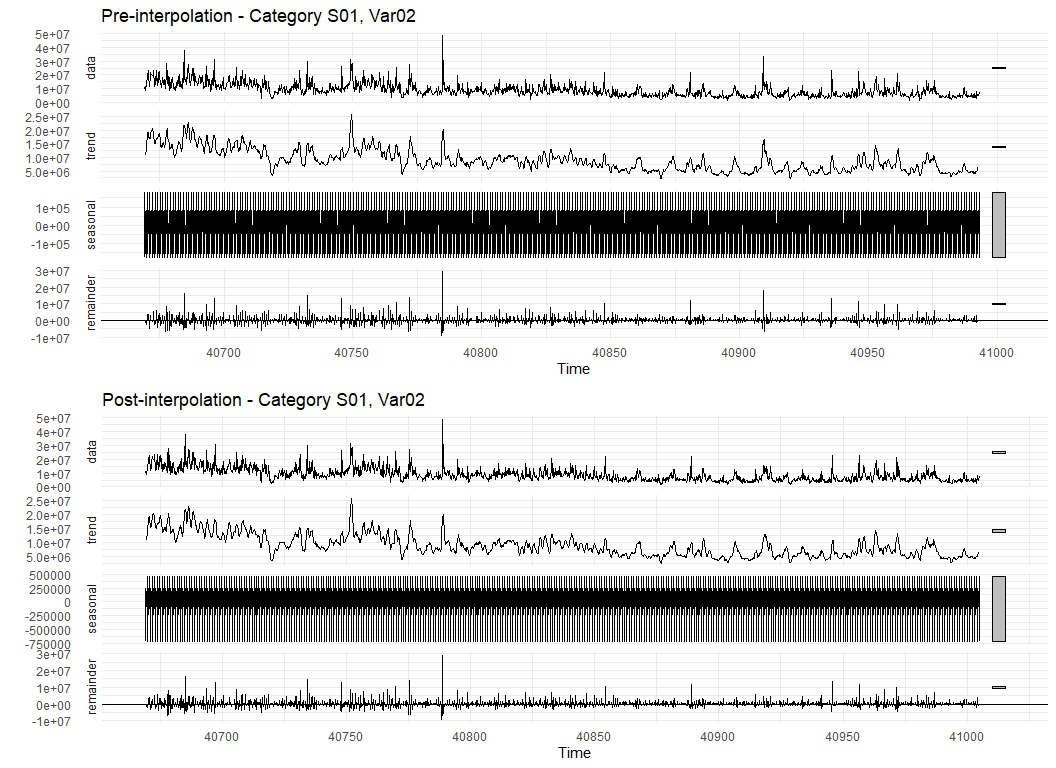 Pre-interpolation - Category S01, Var02
5e+07
4e+07
3e+07
2e+07
1e+07
0e+00
data
2.5e+07
2.0e+07
1.5e+07
1.0e+07
5.0e+06
trend
1e+05
0e+00
-1e+05
seasonal
3e+07
2e+07
1e+07
0e+00
-1e+07
remainder
40700 40750 40800 40850 40900 40950 41000
Time
Post-interpolation - Category S01, Var02
5e+07
4e+07
3e+07
2e+07
1e+07
0e+00
data
2.5e+07
2.0e+07
1.5e+07
1.0e+07
5.0e+06
trend
500000
250000
0
-250000
-500000
-750000
seasonal
3e+07
2e+07
1e+07
0e+00
-1e+07
remainder
40700 40750 40800 40850 40900 40950 41000
Time